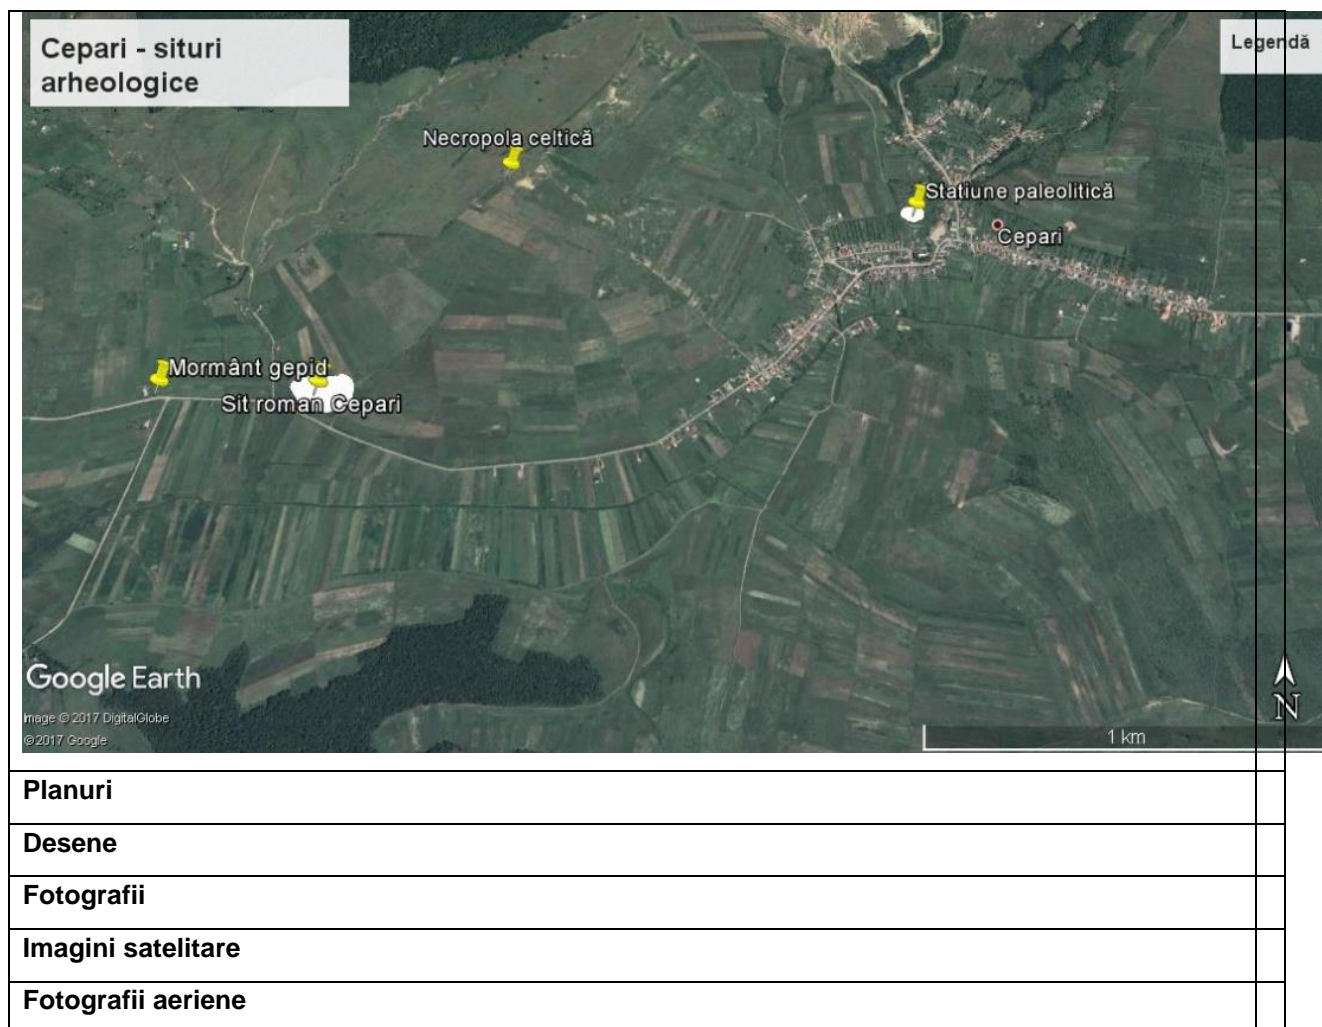 Cepari - situri
arheologice
Legendă
Necropola celtică
Statiune paleolitică
Cepari
Mormânt gepid
Sit roman Cepari
Google Earth
Image © 2017 DigitalGlobe
© 2017 Google
N
1 km
Planuri
Desene
Fotografii
Imagini satelitare
Fotografii aeriene